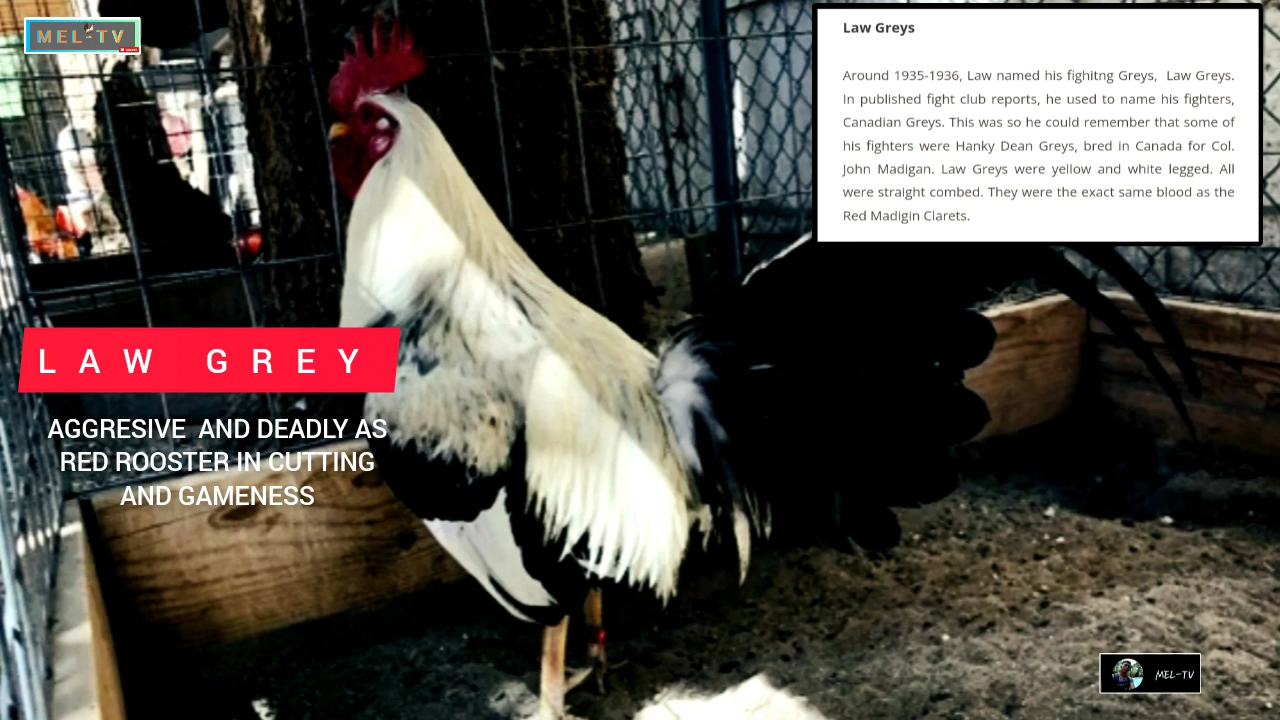 MEL-TV
Law Greys
Around 1935-1936, Law named his fighitng Greys, Law Greys.
In published fight club reports, he used to name his fighters,
Canadian Greys. This was so he could remember that some of
his fighters were Hanky Dean Greys, bred in Canada for Col.
John Madigan. Law Greys were yellow and white legged. All
were straight combed. They were the exact same blood as the
Red Madigin Clarets.
LAW GREY
AGGRESIVE AND DEADLY AS
RED ROOSTER IN CUTTING
AND GAMENESS
MEL-TV